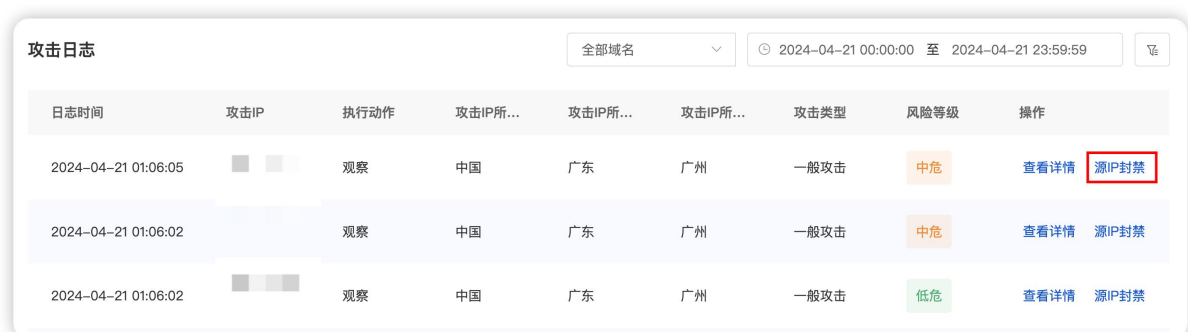 攻击日志 全部域名 2024-04-21 00:00:00 至 2024-04-21 23:59:59
日志时间 攻击IP 执行动作 攻击IP所... 攻击IP所... 攻击IP所... 攻击类型 风险等级 操作
2024-04-21 01:06:05 观察 中国 广东 广州 一般攻击 中危 查看详情 源IP封禁
2024-04-21 01:06:02 观察 中国 广东 广州 一般攻击 中危 查看详情 源IP封禁
2024-04-21 01:06:02 观察 中国 广东 广州 一般攻击 低危 查看详情 源IP封禁